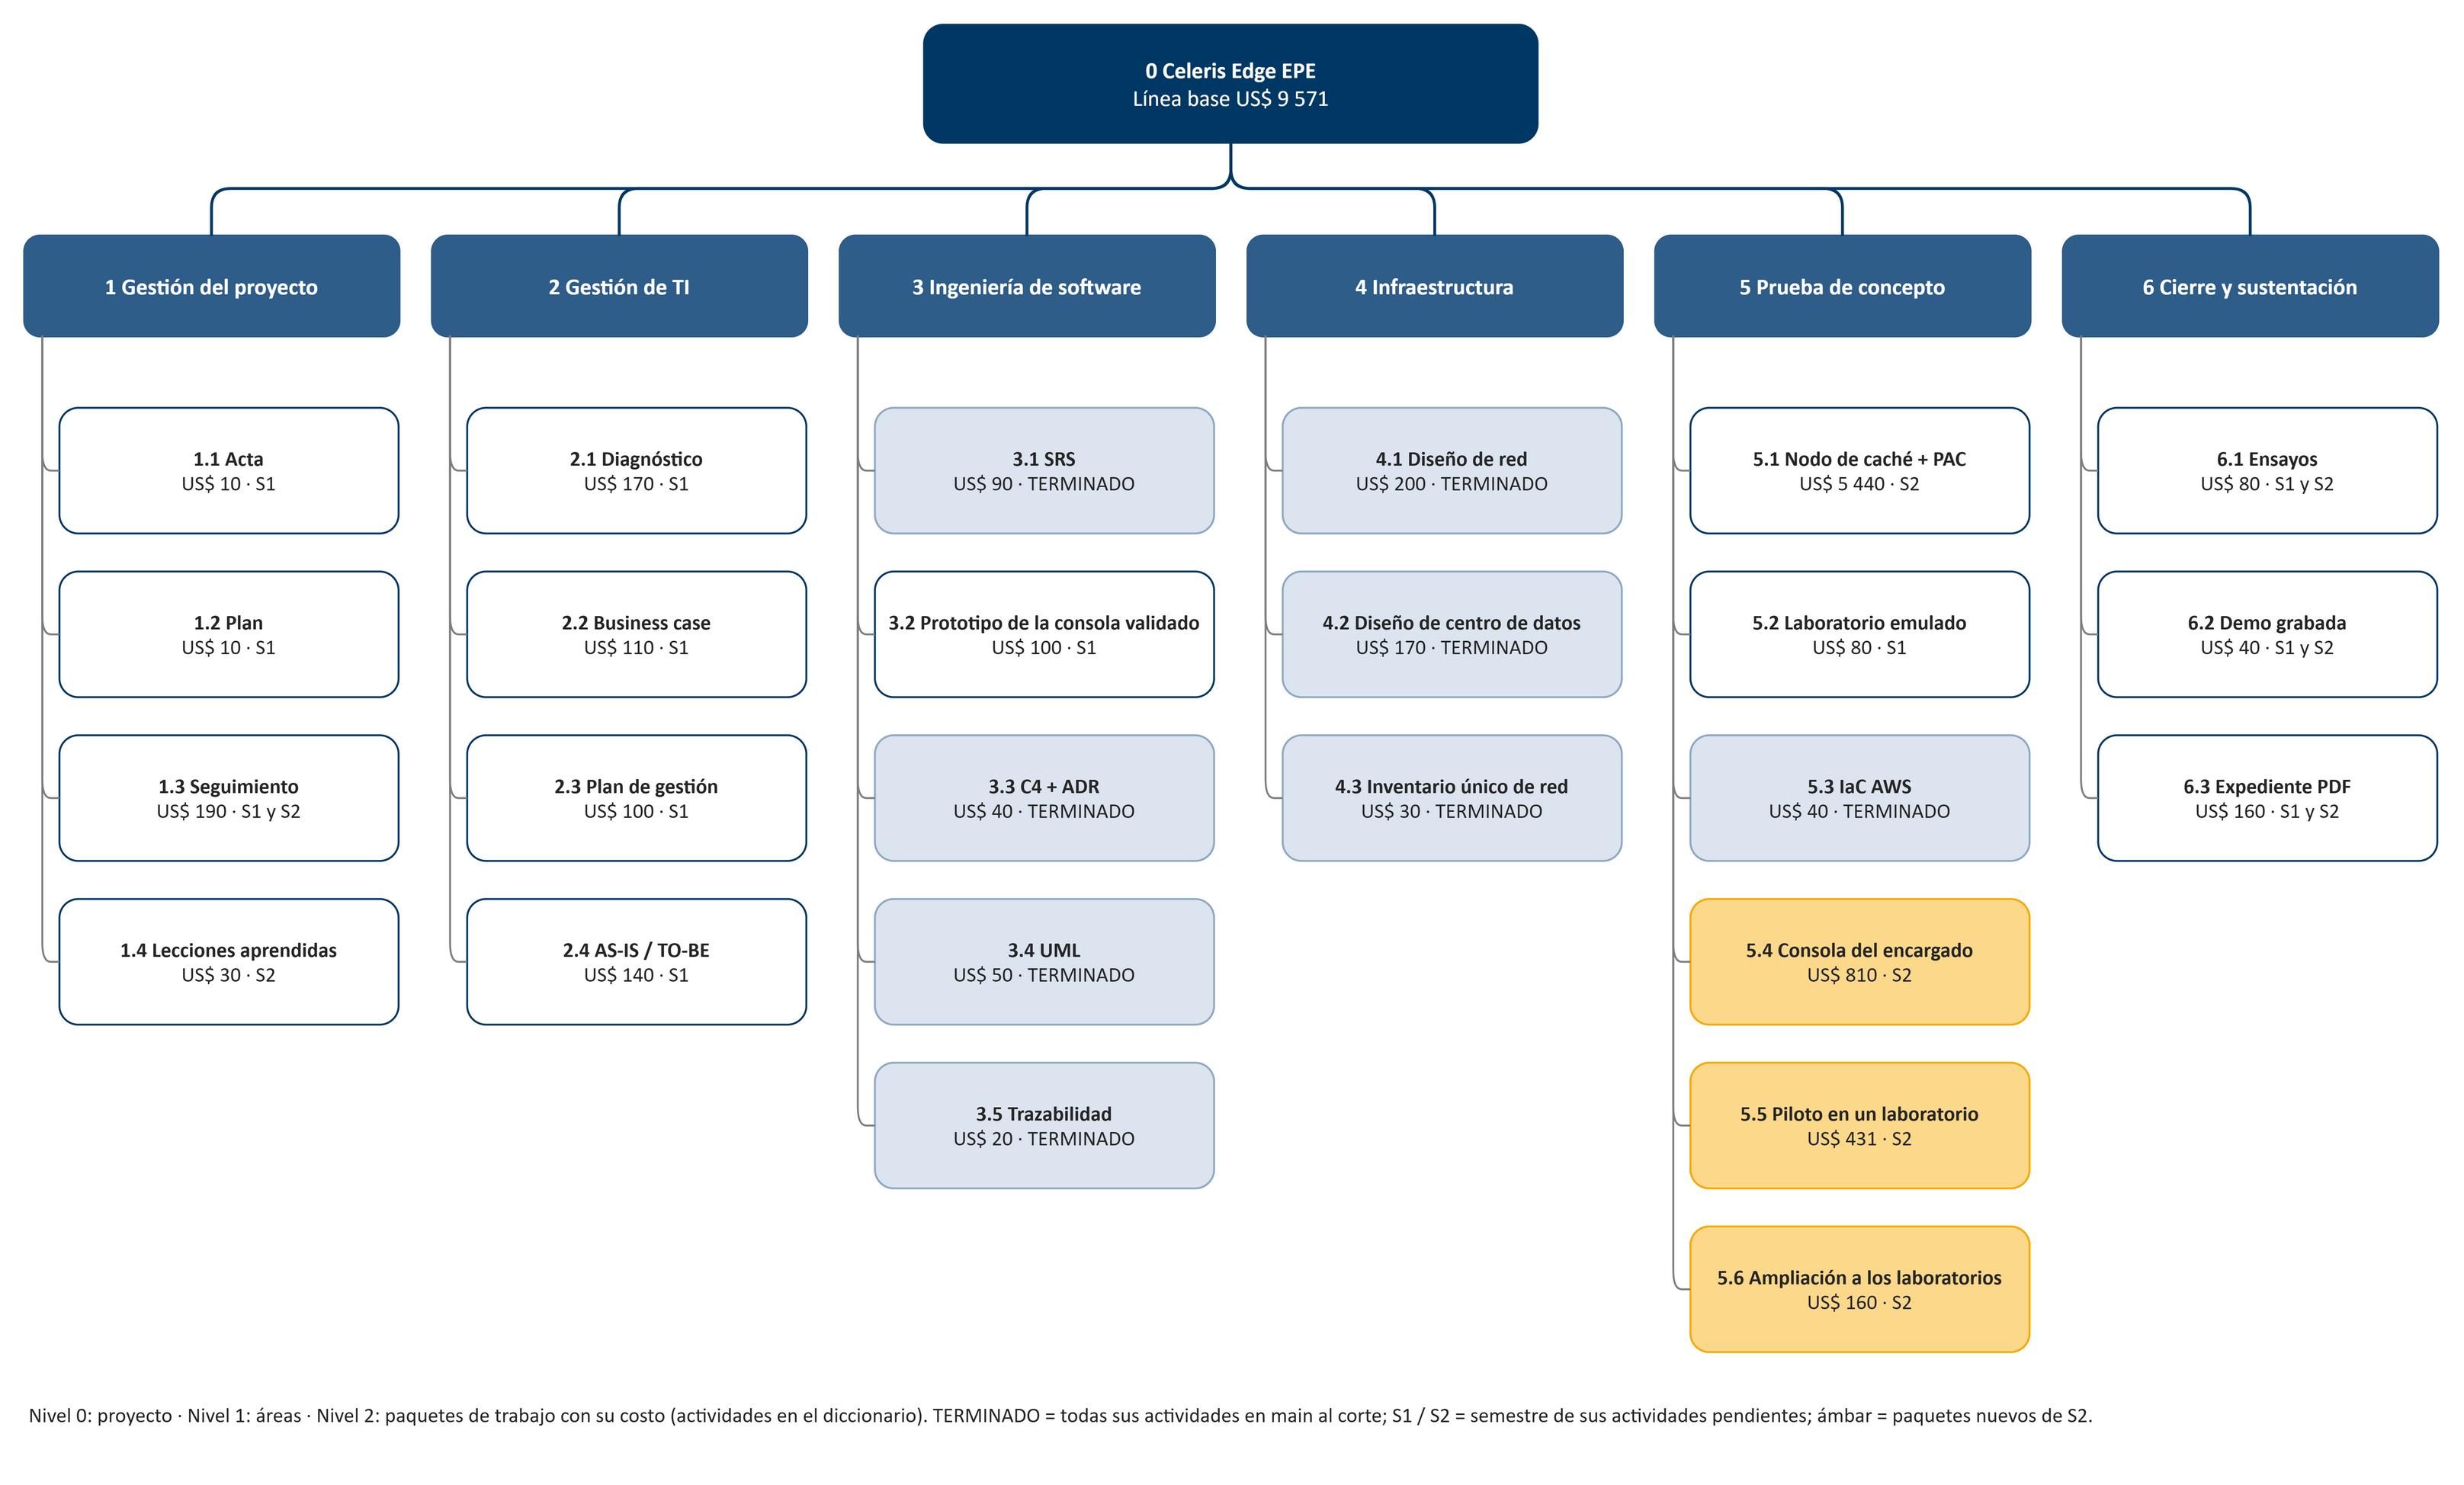 0 Celeris Edge EPE
Línea base US$ 9 571
1 Gestión del proyecto
2 Gestión de TI
3 Ingeniería de software
4 Infraestructura
5 Prueba de concepto
6 Cierre y sustentación
1.1 Acta
US$ 10 · S1
1.2 Plan
US$ 10 · S1
1.3 Seguimiento
US$ 190 · S1 y S2
1.4 Lecciones aprendidas
US$ 30 · S2
2.1 Diagnóstico
US$ 170 · S1
2.2 Business case
US$ 110 · S1
2.3 Plan de gestión
US$ 100 · S1
2.4 AS-IS / TO-BE
US$ 140 · S1
3.1 SRS
US$ 90 · TERMINADO
3.2 Prototipo de la consola validado
US$ 100 · S1
3.3 C4 + ADR
US$ 40 · TERMINADO
3.4 UML
US$ 50 · TERMINADO
3.5 Trazabilidad
US$ 20 · TERMINADO
4.1 Diseño de red
US$ 200 · TERMINADO
4.2 Diseño de centro de datos
US$ 170 · TERMINADO
4.3 Inventario único de red
US$ 30 · TERMINADO
5.1 Nodo de caché + PAC
US$ 5 440 · S2
5.2 Laboratorio emulado
US$ 80 · S1
5.3 IaC AWS
US$ 40 · TERMINADO
5.4 Consola del encargado
US$ 810 · S2
5.5 Piloto en un laboratorio
US$ 431 · S2
5.6 Ampliación a los laboratorios
US$ 160 · S2
6.1 Ensayos
US$ 80 · S1 y S2
6.2 Demo grabada
US$ 40 · S1 y S2
6.3 Expediente PDF
US$ 160 · S1 y S2
Nivel 0: proyecto · Nivel 1: áreas · Nivel 2: paquetes de trabajo con su costo (actividades en el diccionario). TERMINADO = todas sus actividades en main al corte; S1 / S2 = semestre de sus actividades pendientes; ámbar = paquetes nuevos de S2.